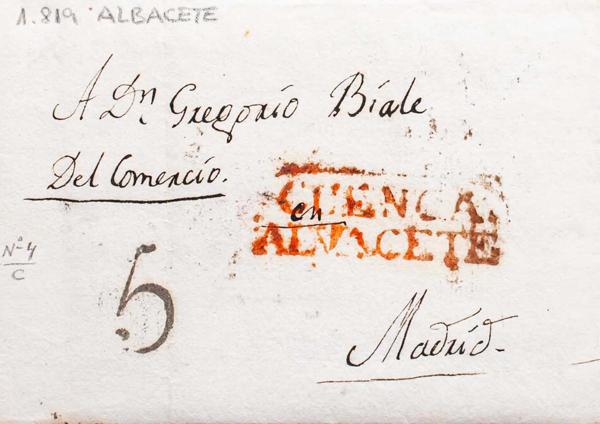 1.819 ALBACETE
A Dn Gregorio Biale
Del Comercio.
CUENCA
en
ALVACETE
Nº 4
C
5
Madrid.